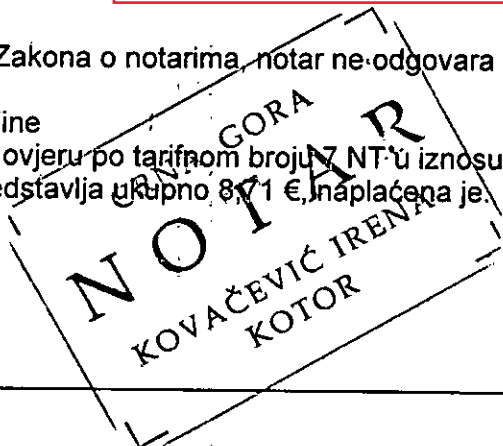 Zakona o notarima, notar ne odgovara
ine
ovjeru po tarifnom broju 7 NT u iznosu
edstavlja ukupno 8,71 €, naplaćena je.
CRNA GORA
NOTAR
KOVAČEVIĆ IRENA
KOTOR